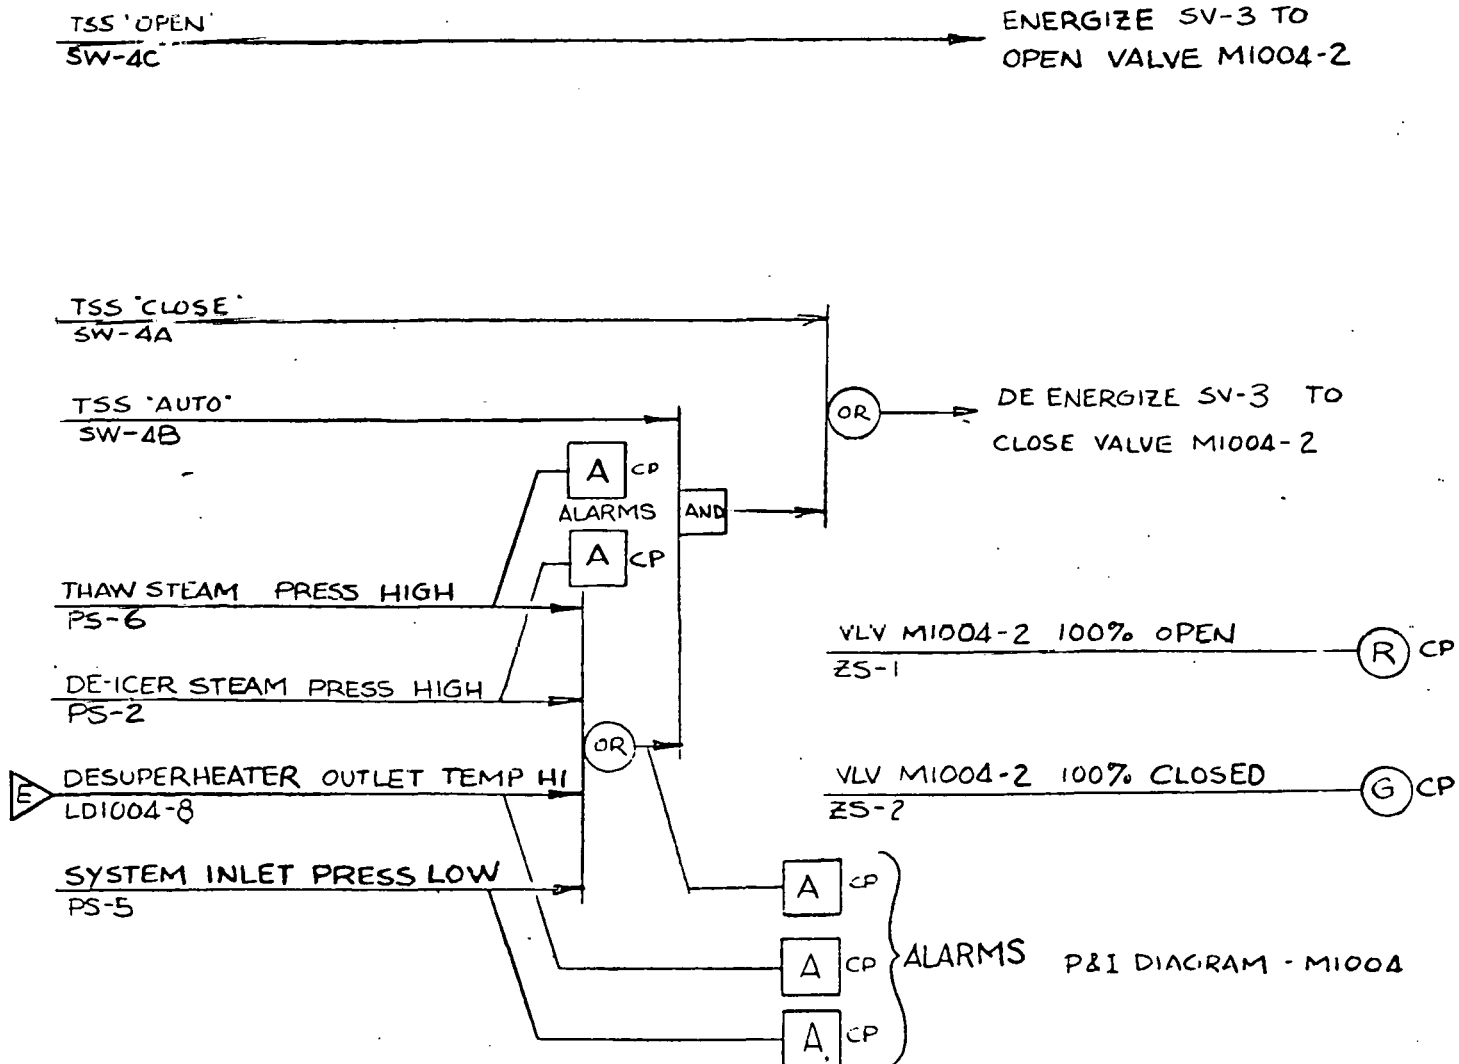 TSS 'OPEN'
SW-4C
ENERGIZE SV-3 TO
OPEN VALVE M1004-2
TSS 'CLOSE'
SW-4A
TSS 'AUTO'
SW-4B
OR
DE ENERGIZE SV-3 TO
CLOSE VALVE M1004-2
A CP
ALARMS
AND
A CP
THAW STEAM PRESS HIGH
PS-6
VLV M1004-2 100% OPEN
ZS-1
R CP
DE-ICER STEAM PRESS HIGH
PS-2
OR
E
DESUPERHEATER OUTLET TEMP HI
LD1004-8
VLV M1004-2 100% CLOSED
ZS-2
G CP
SYSTEM INLET PRESS LOW
PS-5
A CP
A CP
A CP
ALARMS
P&I DIAGRAM - M1004